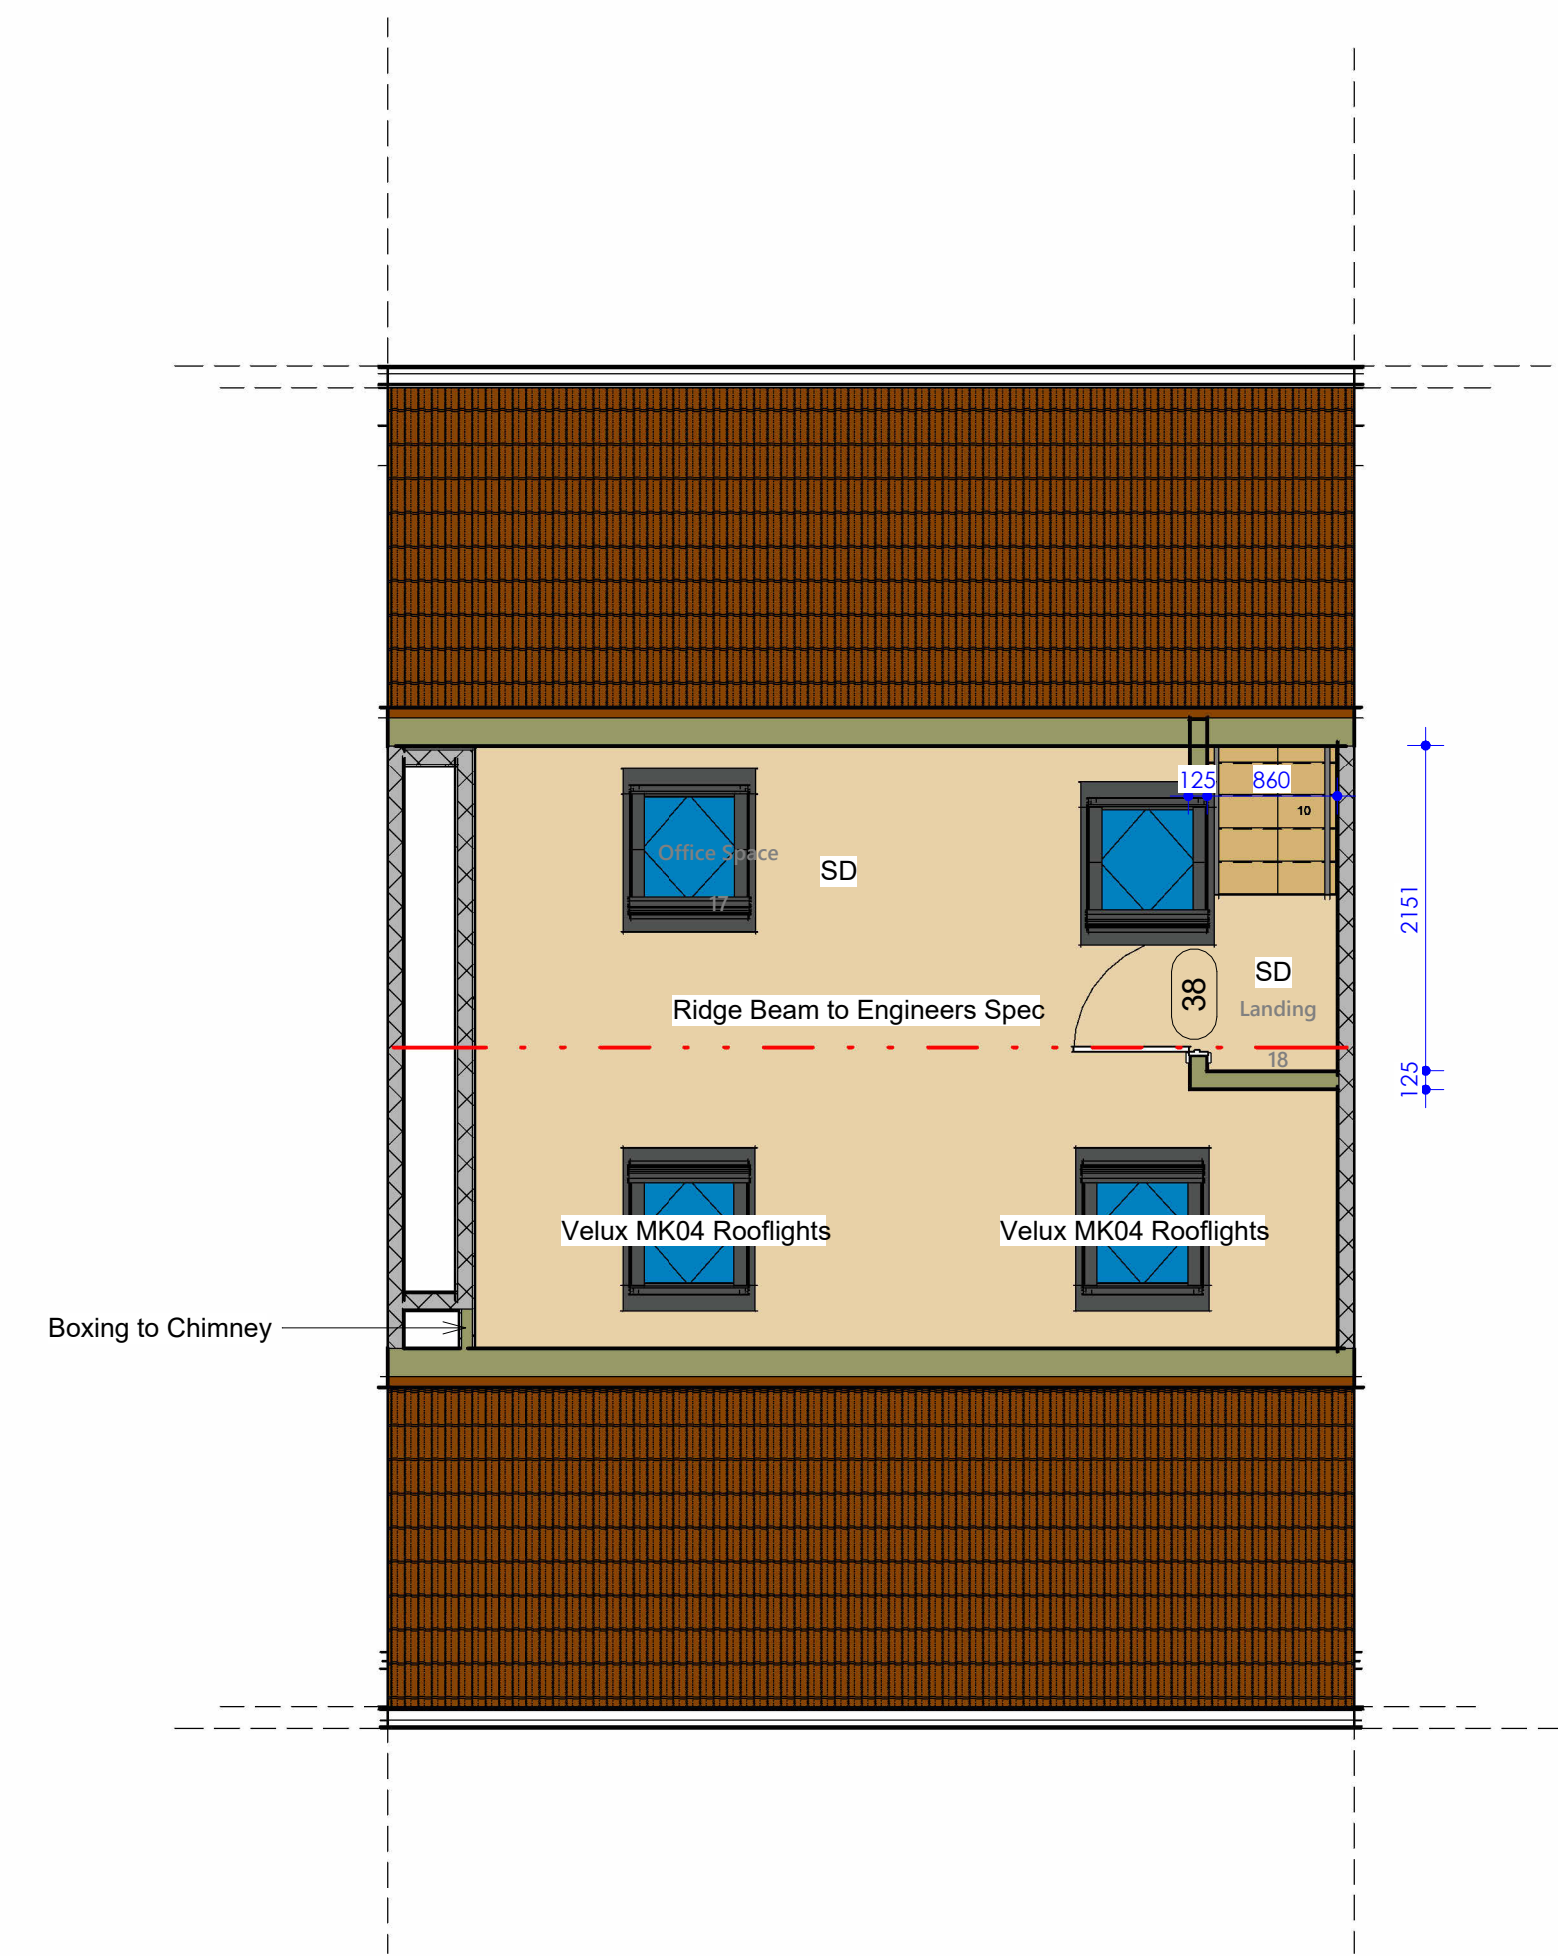 125
860
10
Office Space
17
SD
2151
SD
38
Landing
Ridge Beam to Engineers Spec
18
125
Velux MK04 Rooflights
Velux MK04 Rooflights
Boxing to Chimney